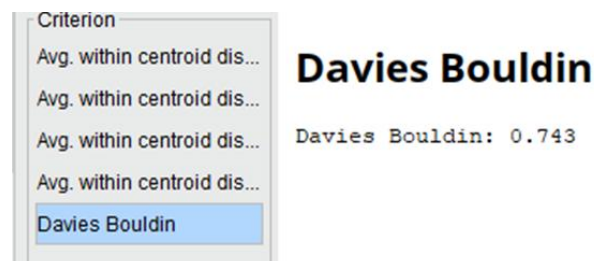 Criterion
Avg. within centroid dis...
Avg. within centroid dis...
Avg. within centroid dis...
Avg. within centroid dis...
Davies Bouldin
Davies Bouldin
Davies Bouldin: 0.743